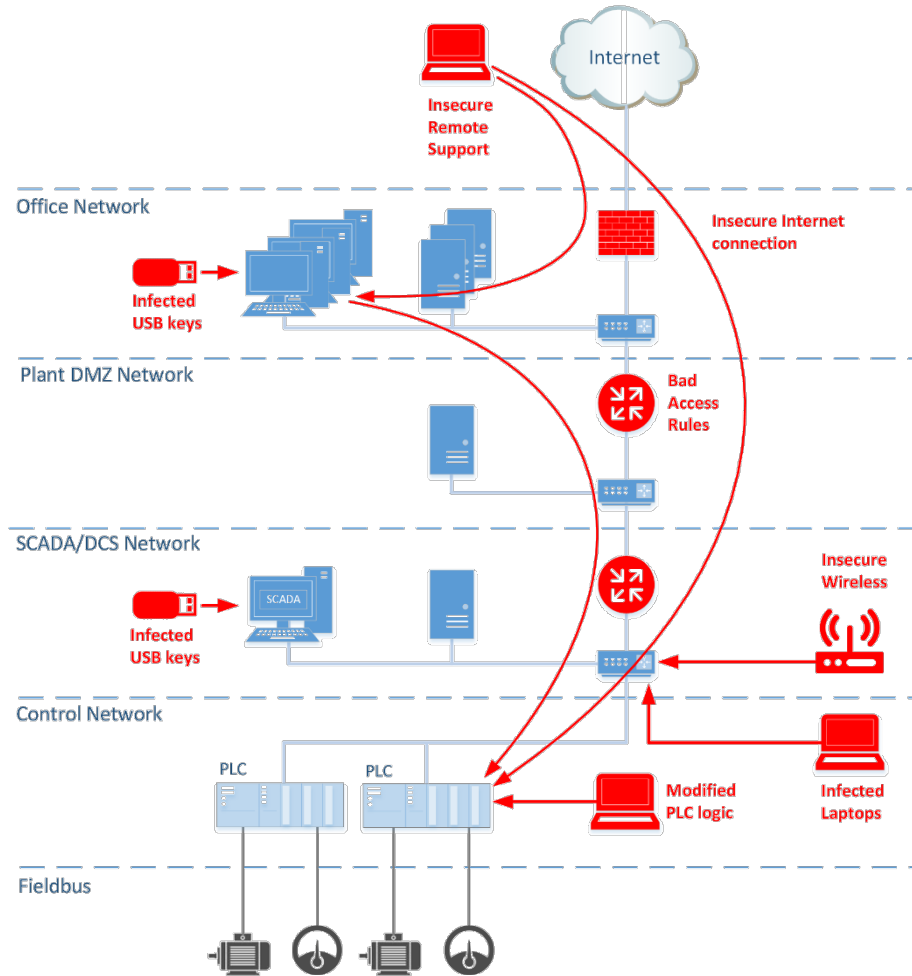 Internet
Insecure
Remote
Support
Office Network
Insecure Internet
connection
Infected
USB keys
Plant DMZ Network
Bad
Access
Rules
SCADA/DCS Network
Insecure
Wireless
SCADA
Infected
USB keys
Control Network
PLC
PLC
Modified
PLC logic
Infected
Laptops
Fieldbus